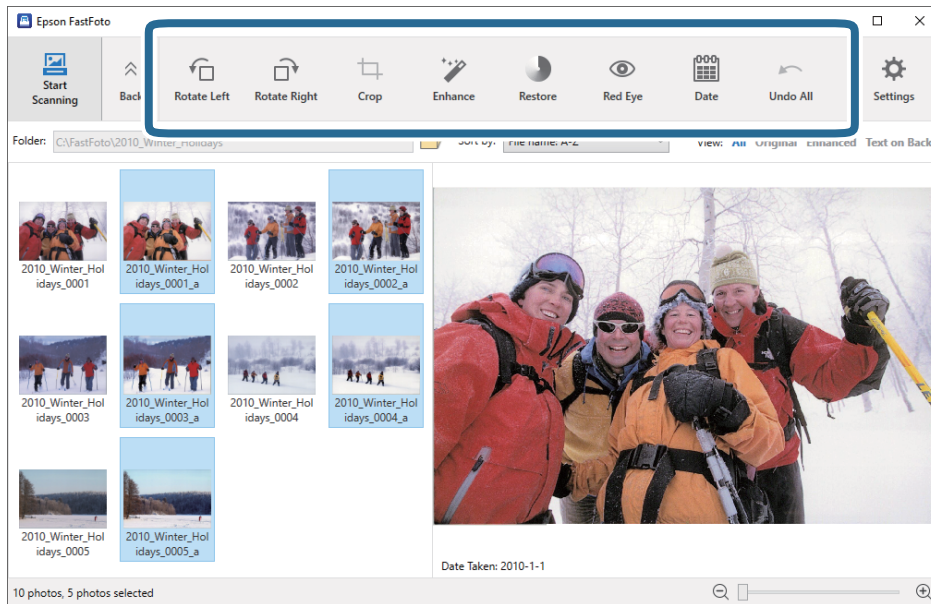 Epson FastFoto
Start
Scanning
Back
Rotate Left
Rotate Right
Crop
Enhance
Restore
Red Eye
Date
Undo All
Settings
Folder: C:\FastFoto\2010_Winter_Holidays
Sort by: File name: A-Z
View: All Original Enhanced Text on Back
2010_Winter_Hol
idays_0001
2010_Winter_Hol
idays_0001_a
2010_Winter_Hol
idays_0002
2010_Winter_Hol
idays_0002_a
2010_Winter_Hol
idays_0003
2010_Winter_Hol
idays_0003_a
2010_Winter_Hol
idays_0004
2010_Winter_Hol
idays_0004_a
2010_Winter_Hol
idays_0005
2010_Winter_Hol
idays_0005_a
Date Taken: 2010-1-1
10 photos, 5 photos selected